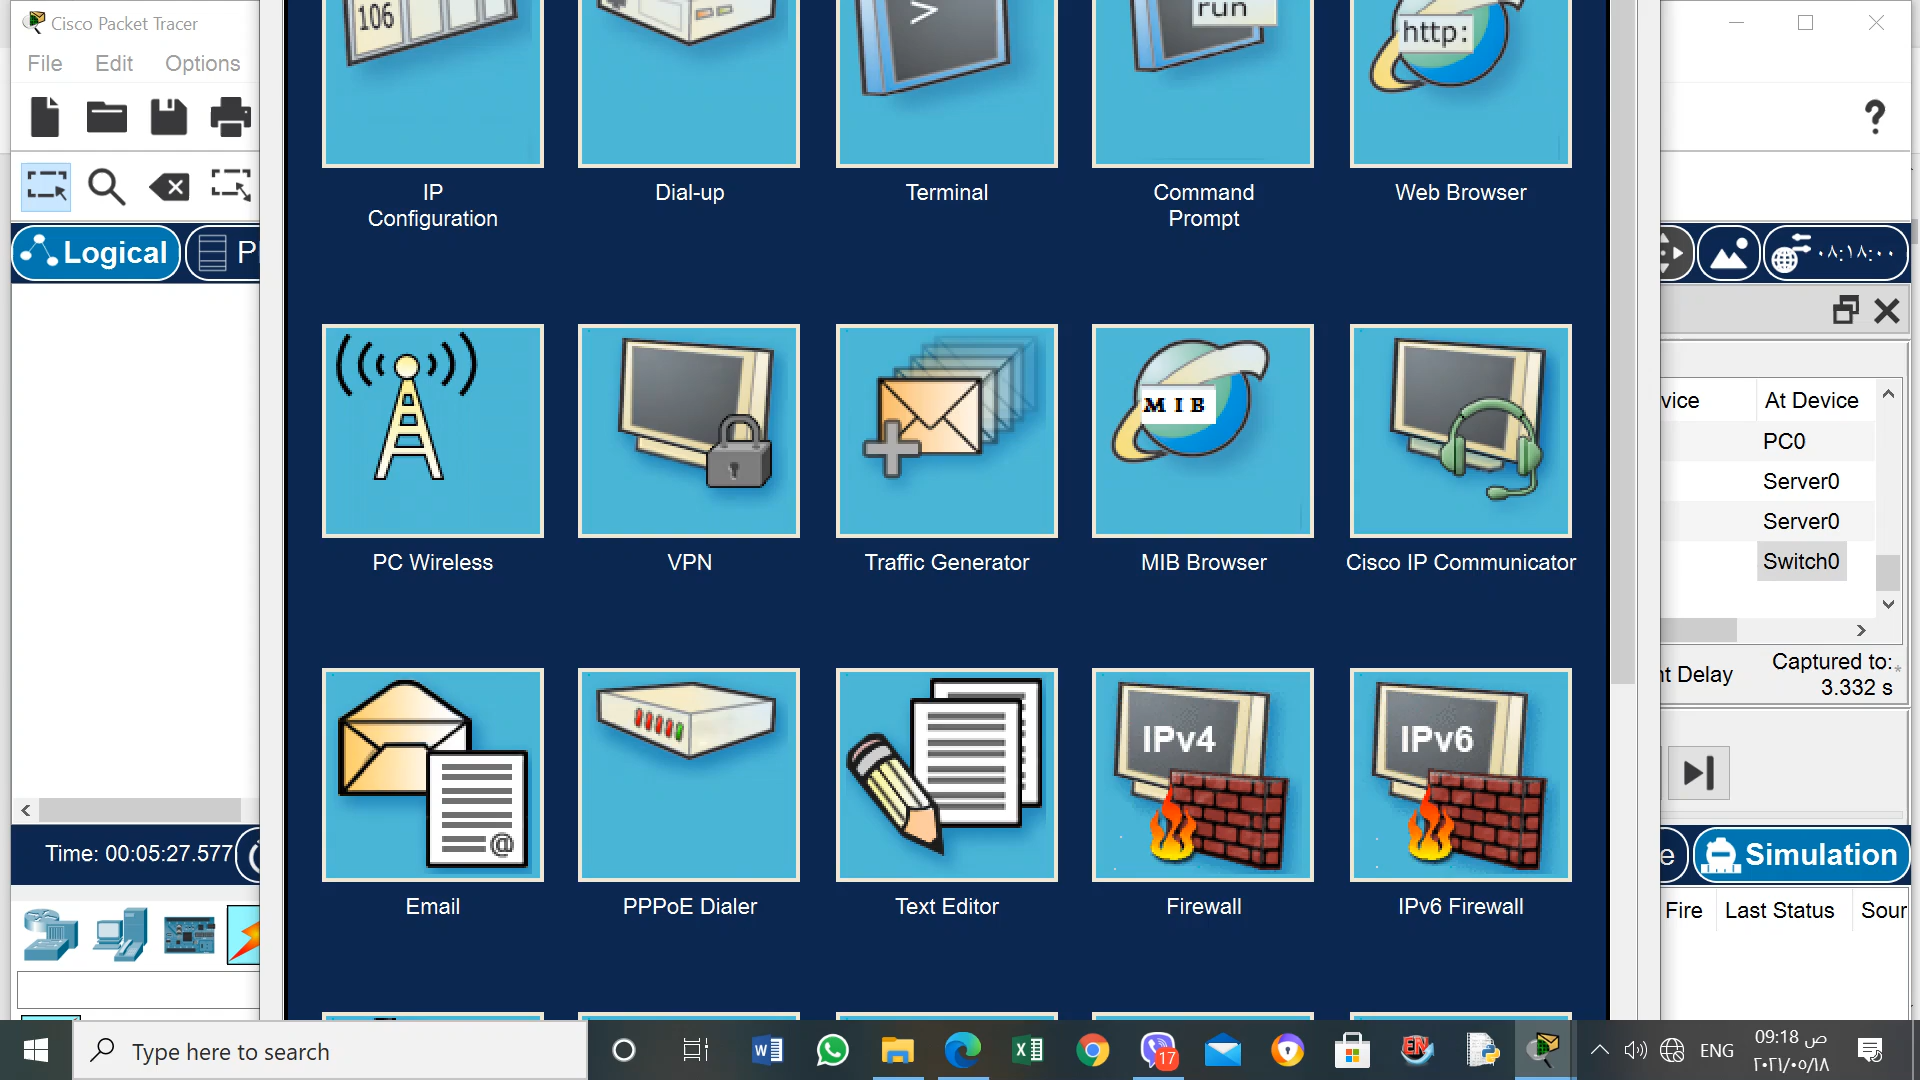 Cisco Packet Tracer
File Edit Options
106
>
run
http:
IP
Configuration
Dial-up
Terminal
Command
Prompt
Web Browser
Logical
P
٠٨:١٨:٠٠
MIB
PC Wireless
VPN
Traffic Generator
MIB Browser
Cisco IP Communicator
vice
At Device
PC0
Server0
Server0
Switch0
nt Delay
Captured to:*
3.332 s
@
IPv4
IPv6
Email
PPPoE Dialer
Text Editor
Firewall
IPv6 Firewall
Time: 00:05:27.577
e
Simulation
Fire Last Status Sour
Type here to search
17
EN
ENG
09:18 ص
٢٠٢١/٠٥/١٨